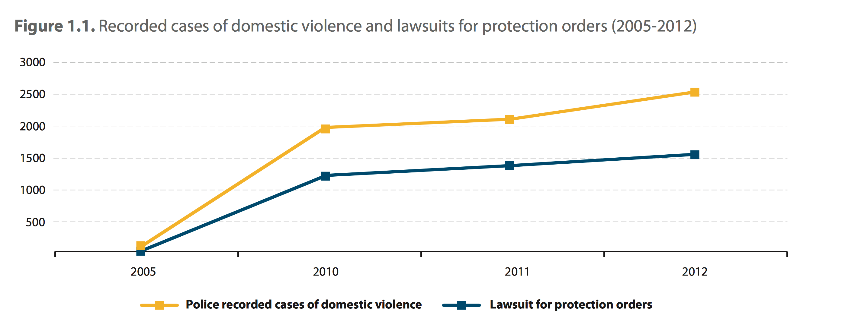 Figure 1.1. Recorded cases of domestic violence and lawsuits for protection orders (2005-2012)
3000
2500
2000
1500
1000
500
2005 2010 2011 2012
Police recorded cases of domestic violence Lawsuit for protection orders